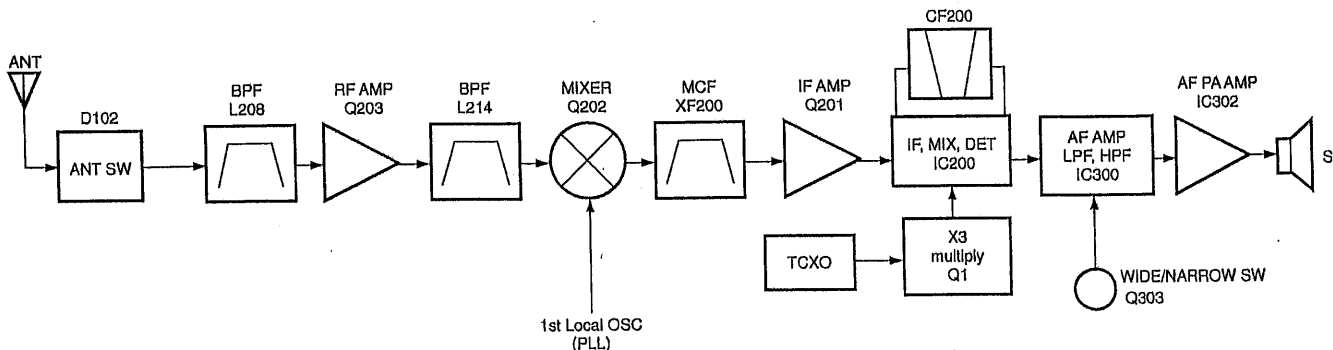 CF200
ANT
BPF
L208
RF AMP
Q203
BPF
L214
MIXER
Q202
MCF
XF200
IF AMP
Q201
AF PA AMP
IC302
D102
ANT SW
IF, MIX, DET
IC200
AF AMP
LPF, HPF
IC300
S
TCXO
X3
multiply
Q1
WIDE/NARROW SW
Q303
1st Local OSC
(PLL)